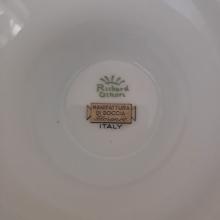 Richard
Ginori
MANIFATTURA
DI DOCCIA
ITALY